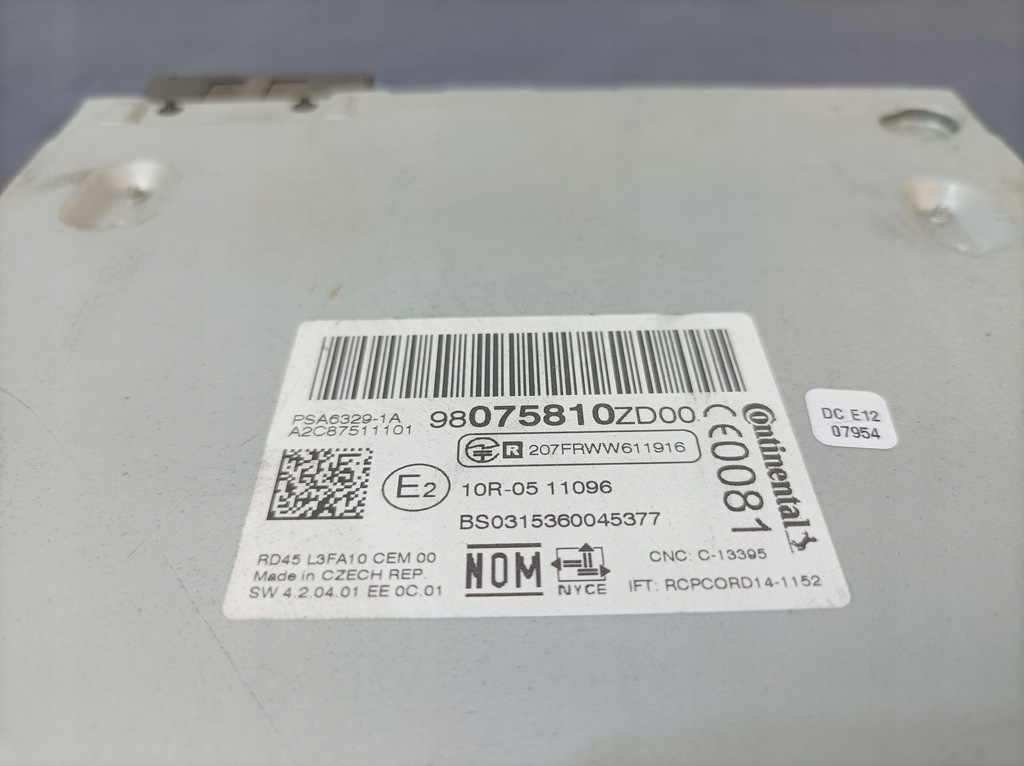 PSA6329-1A
A2C87511101
98075810ZD00
R 207FRWW611916
E2
10R-05 11096
BS0315360045377
CE0081
Continental
RD45 L3FA10 CEM 00
Made in CZECH REP.
SW 4.2.04.01 EE 0C.01
NOM
NYCE
CNC: C-13395
IFT: RCPCORD14-1152
DC E12
07954